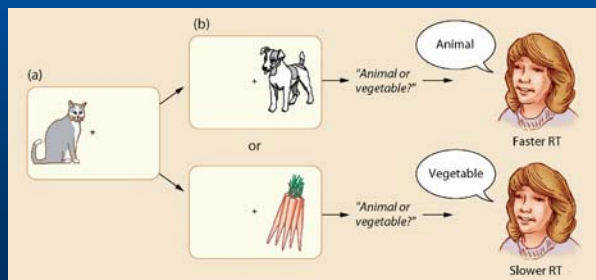 (a)
(b)
"Animal or
vegetable?"
Animal
Faster RT
or
"Animal or
vegetable?"
Vegetable
Slower RT